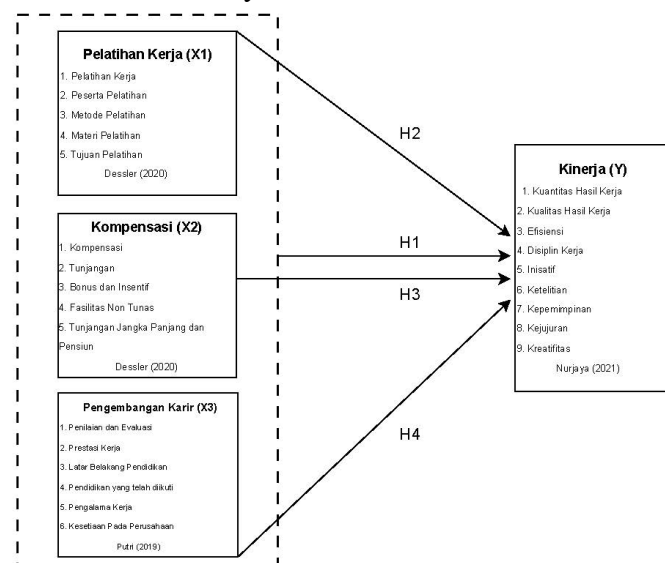 Pelatihan Kerja (X1)
1. Pelatihan Kerja
2. Peserta Pelatihan
3. Metode Pelatihan
4. Materi Pelatihan
5. Tujuan Pelatihan
Dessler (2020)
Kompensasi (X2)
1. Kompensasi
2. Tunjangan
3. Bonus dan Insentif
4. Fasilitas Non Tunas
5. Tunjangan Jangka Panjang dan
Pensiun
Dessler (2020)
Pengembangan Karir (X3)
1. Penilaian dan Evaluasi
2. Prestasi Kerja
3. Latar Belakang Pendidikan
4. Pendidikan yang telah diikuti
5. Pengalama Kerja
6. Kesetiaan Pada Perusahaan
Putri (2019)
H2
H1
H3
H4
Kinerja (Y)
1. Kuantitas Hasil Kerja
2. Kualitas Hasil Kerja
3. Efisiensi
4. Disiplin Kerja
5. Inisatif
6. Ketelitian
7. Kepemimpinan
8. Kejujuran
9. Kreatifitas
Nurjaya (2021)